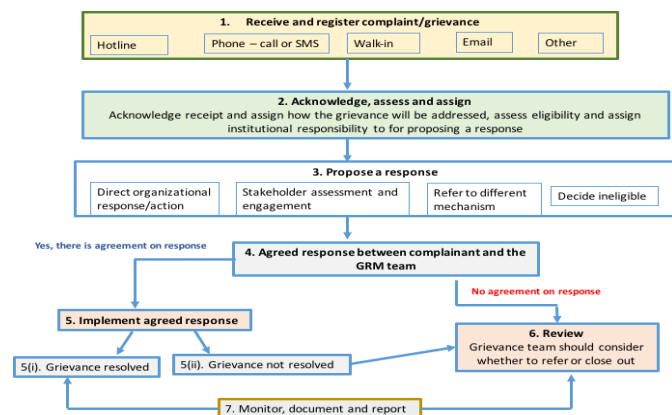 1. Receive and register complaint/grievance
Hotline
Phone – call or SMS
Walk-in
Email
Other
2. Acknowledge, assess and assign
Acknowledge receipt and assign how the grievance will be addressed, assess eligibility and assign
institutional responsibility to for proposing a response
3. Propose a response
Direct organizational
response/action
Stakeholder assessment and
engagement
Refer to different
mechanism
Decide ineligible
Yes, there is agreement on response
4. Agreed response between complainant and the
GRM team
No agreement on response
5. Implement agreed response
6. Review
Grievance team should consider
whether to refer or close out
5(i). Grievance resolved
5(ii). Grievance not resolved
7. Monitor, document and report